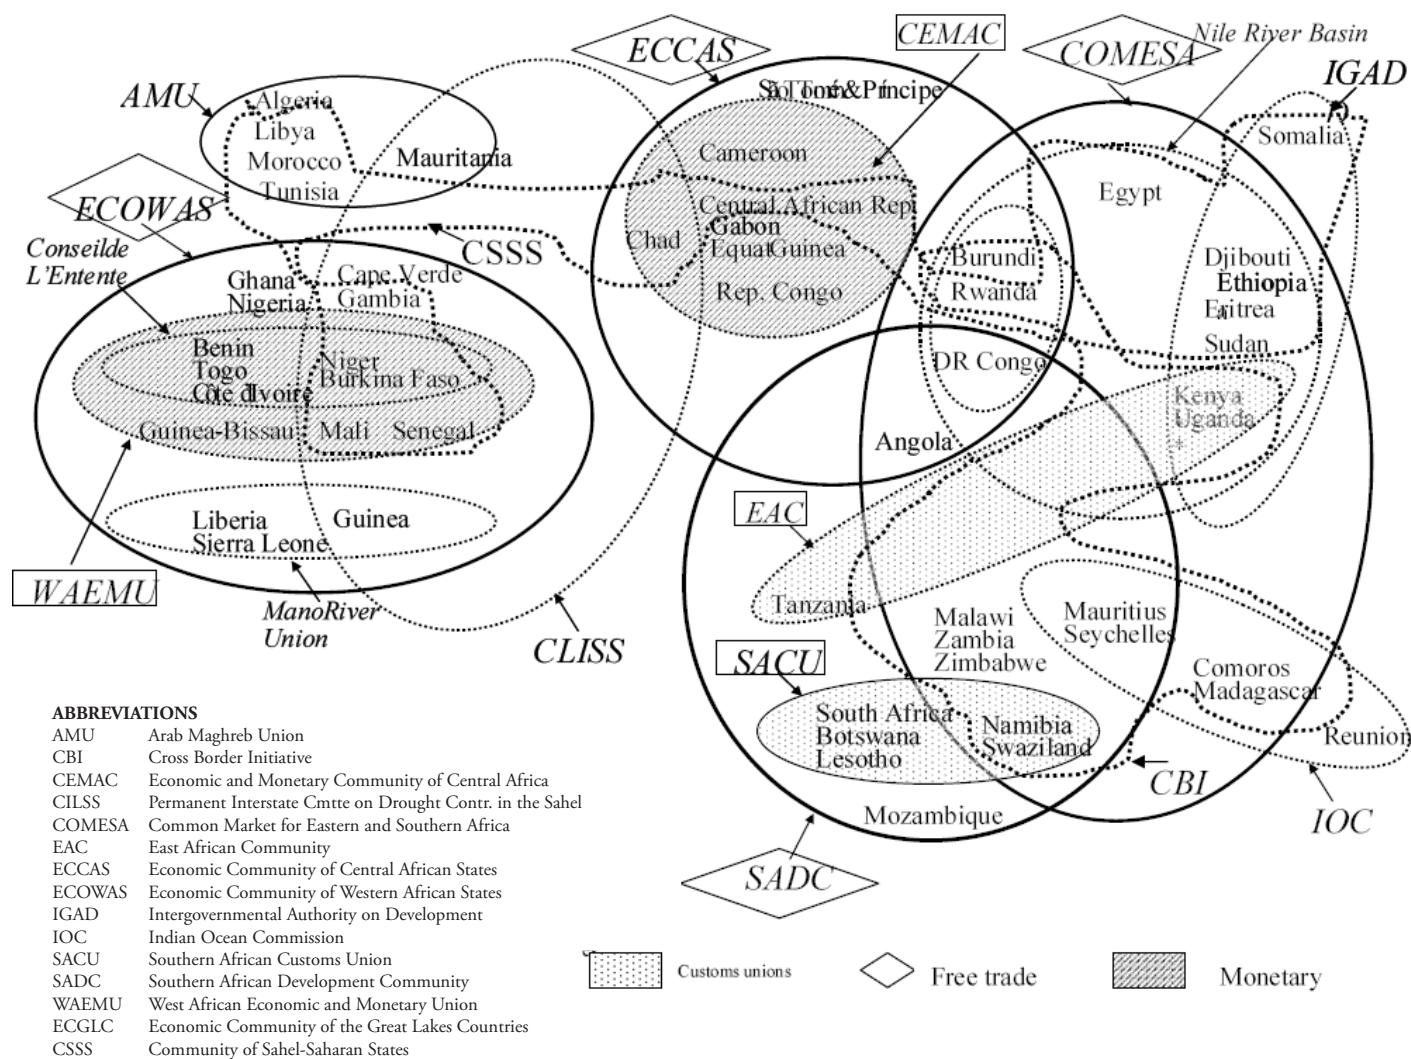 ECCAS
CEMAC
COMESA
Nile River Basin
IGAD
AMU
Algeria
Libya
Morocco
Tunisia
Mauritania
São Tomé & Príncipe
Somalia
Cameroon
Egypt
ECOWAS
Central African Rep.
Gabon
Equat Guinea
Chad
Rep. Congo
Conseilde
L'Entente
CSSS
Burundi
Rwanda
DR Congo
Djibouti
Ethiopia
Eritrea
Sudan
Ghana
Nigeria
Cape Verde
Gambia
Benin
Togo
Côte d'Ivoire
Niger
Burkina Faso
Guinea-Bissau
Mali
Senegal
Kenya
Uganda
+
Angola
EAC
Liberia
Sierra Leone
Guinea
WAEMU
ManoRiver
Union
CLISS
Tanzania
Malawi
Zambia
Zimbabwe
Mauritius
Seychelles
SACU
Comoros
Madagascar
Reunion
South Africa
Botswana
Lesotho
Namibia
Swaziland
CBI
IOC
Mozambique
SADC
ABBREVIATIONS
AMU Arab Maghreb Union
CBI Cross Border Initiative
CEMAC Economic and Monetary Community of Central Africa
CILSS Permanent Interstate Cmtte on Drought Contr. in the Sahel
COMESA Common Market for Eastern and Southern Africa
EAC East African Community
ECCAS Economic Community of Central African States
ECOWAS Economic Community of Western African States
IGAD Intergovernmental Authority on Development
IOC Indian Ocean Commission
SACU Southern African Customs Union
SADC Southern African Development Community
WAEMU West African Economic and Monetary Union
ECGLC Economic Community of the Great Lakes Countries
CSSS Community of Sahel-Saharan States
Customs unions
Free trade
Monetary